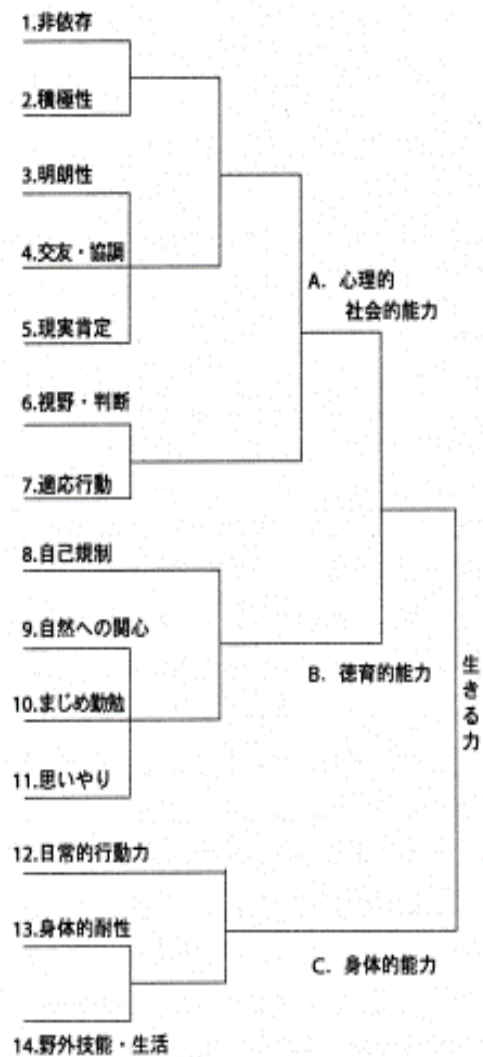 1.非依存
2.積極性
3.明朗性
4.交友・協調
A. 心理的
社会的能力
5.現実肯定
6.視野・判断
7.適応行動
8.自己規制
9.自然への関心
B. 徳育的能力
生きる力
10.まじめ勤勉
11.思いやり
12.日常的行動力
13.身体的耐性
C. 身体的能力
14.野外技能・生活